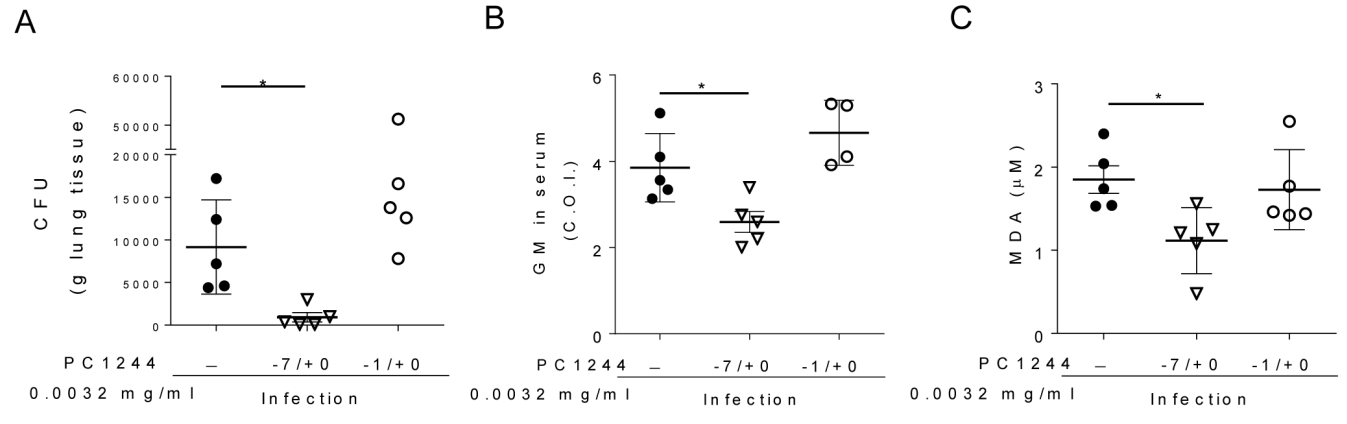 A
CFU
(g lung tissue)
60000
50000
20000
15000
10000
5000
0
*
PC1244 – -7/+0 -1/+0
0.0032 mg/ml Infection
B
GM in serum
(C.O.I.)
6
4
2
0
*
PC1244 – -7/+0 -1/+0
0.0032 mg/ml Infection
C
MDA (μM)
3
2
1
0
*
PC1244 – -7/+0 -1/+0
0.0032 mg/ml Infection